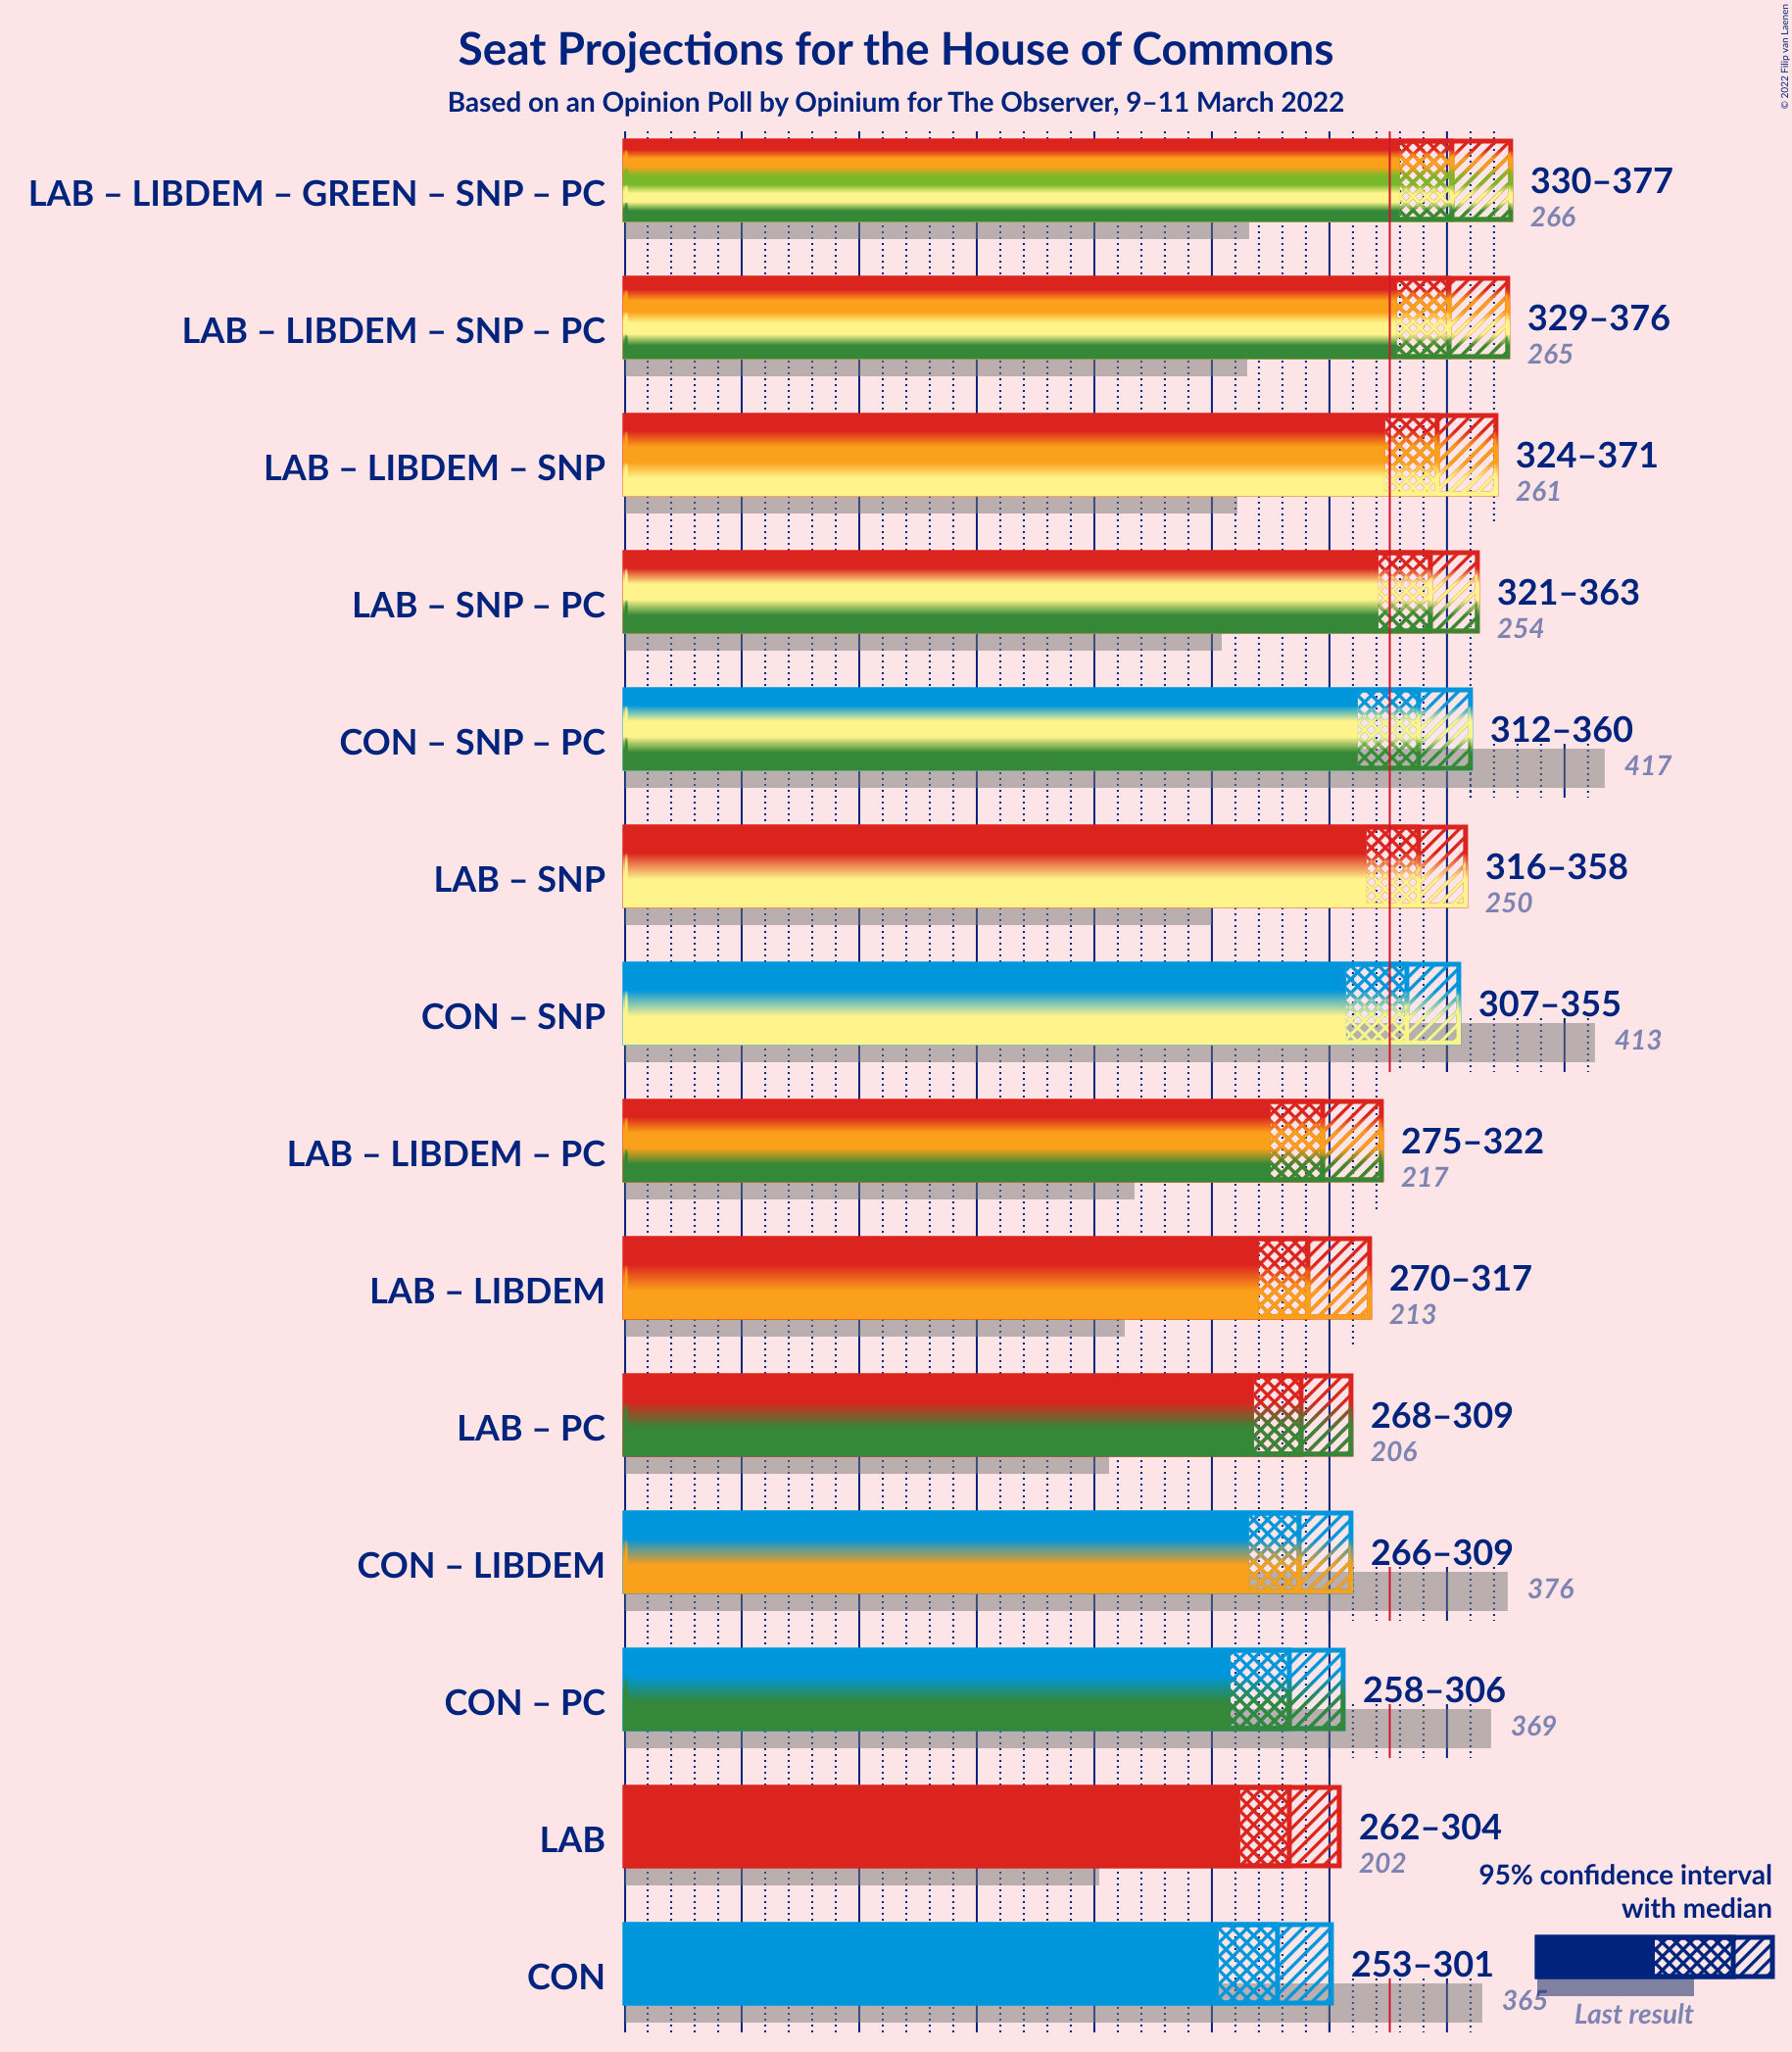 Seat Projections for the House of Commons
Based on an Opinion Poll by Opinium for The Observer, 9–11 March 2022
© 2022 Filip van Laenen
LAB – LIBDEM – GREEN – SNP – PC
330–377
266
LAB – LIBDEM – SNP – PC
329–376
265
LAB – LIBDEM – SNP
324–371
261
LAB – SNP – PC
321–363
254
CON – SNP – PC
312–360
417
LAB – SNP
316–358
250
CON – SNP
307–355
413
LAB – LIBDEM – PC
275–322
217
LAB – LIBDEM
270–317
213
LAB – PC
268–309
206
CON – LIBDEM
266–309
376
CON – PC
258–306
369
LAB
262–304
202
CON
253–301
365
95% confidence interval
with median
Last result